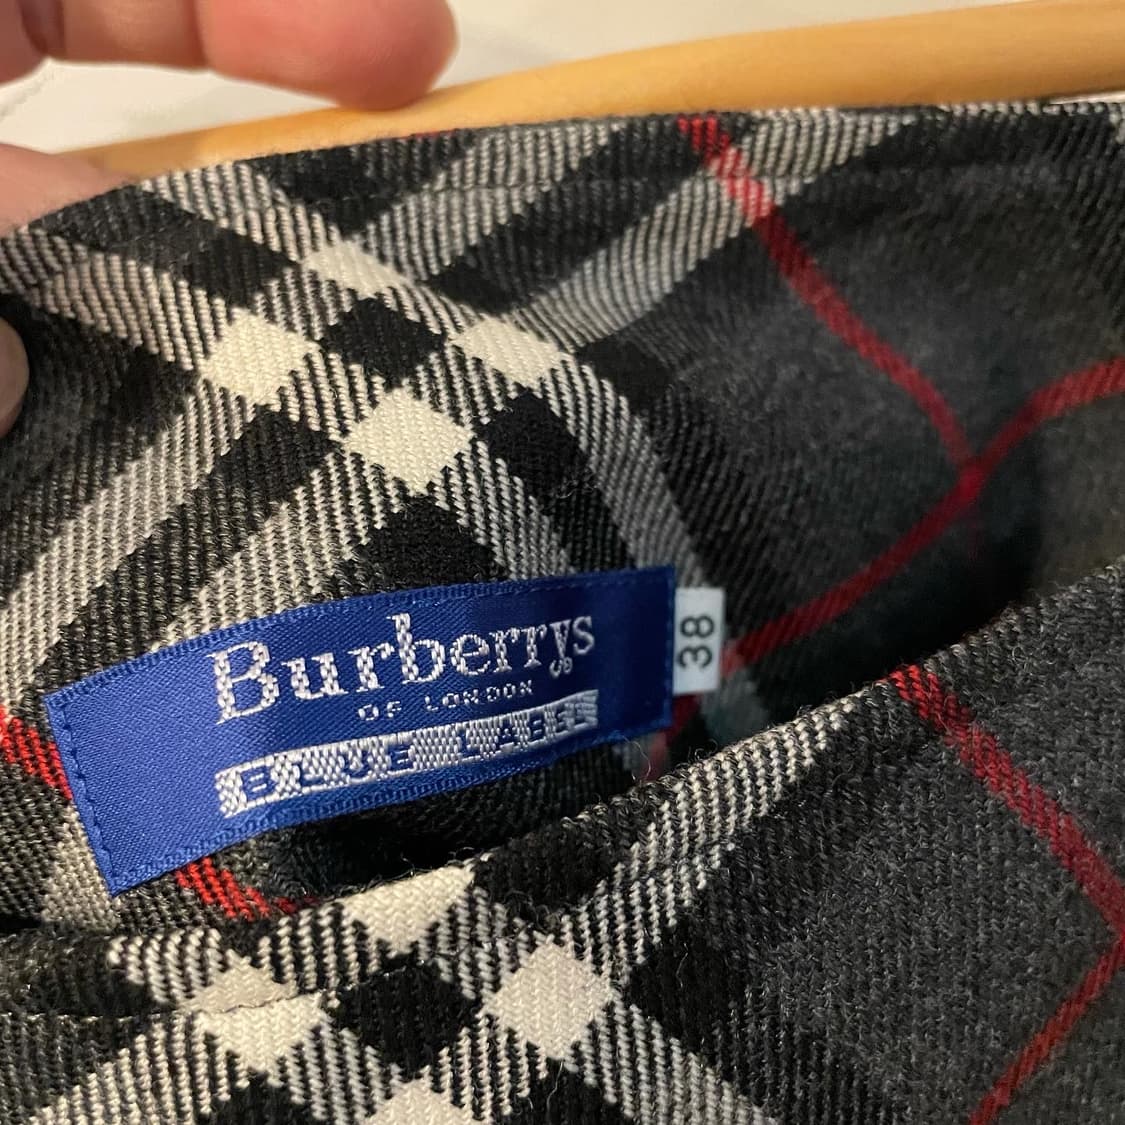 Burberrys
OF LONDON
BLUE LABEL
38